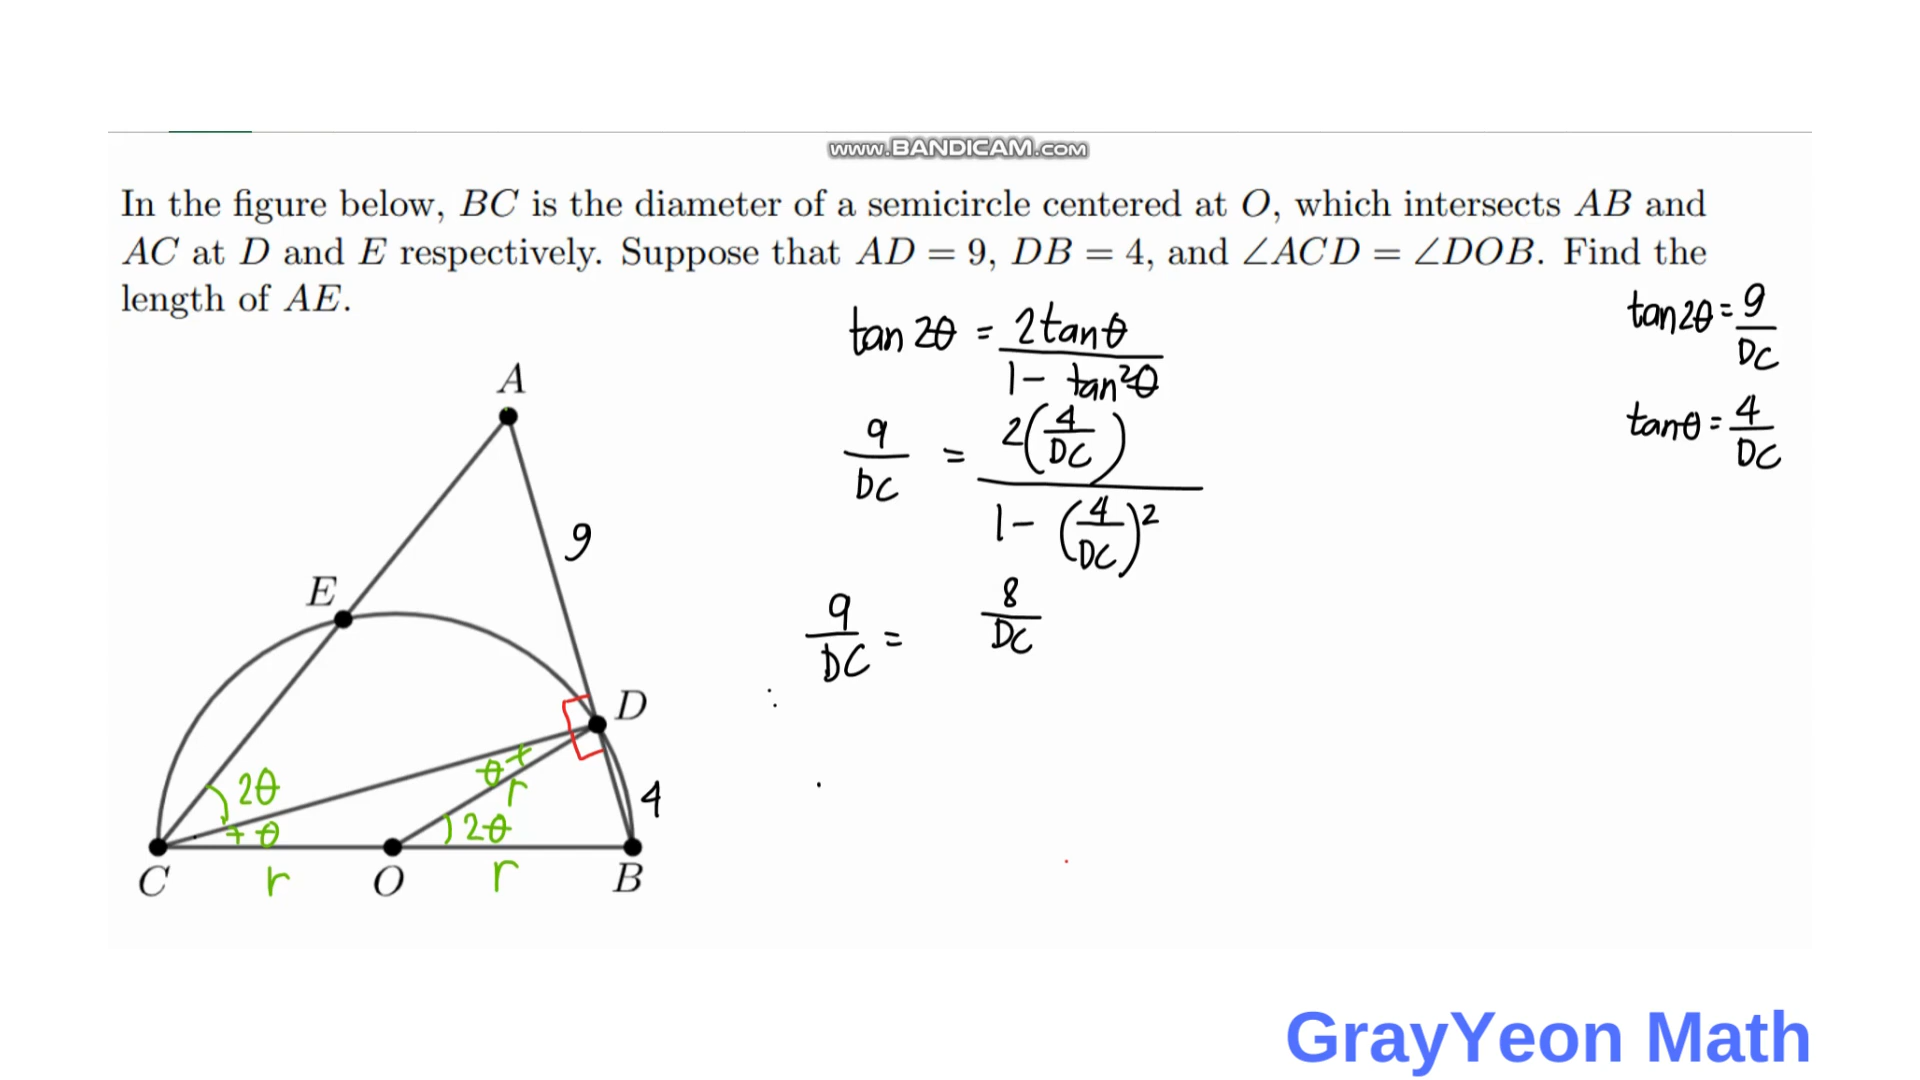 www.BANDICAM.com
In the figure below, BC is the diameter of a semicircle centered at O, which intersects AB and
AC at D and E respectively. Suppose that AD = 9, DB = 4, and ∠ACD = ∠DOB. Find the
length of AE.
tan2θ = 9/DC
tanθ = 4/DC
tan 2θ = 2tanθ / 1 - tan²θ
9/DC = 2(4/DC) / 1 - (4/DC)²
9/DC = 8/DC
A
9
E
D
θ
r
4
2θ
θ
2θ
C
r
O
r
B
GrayYeon Math